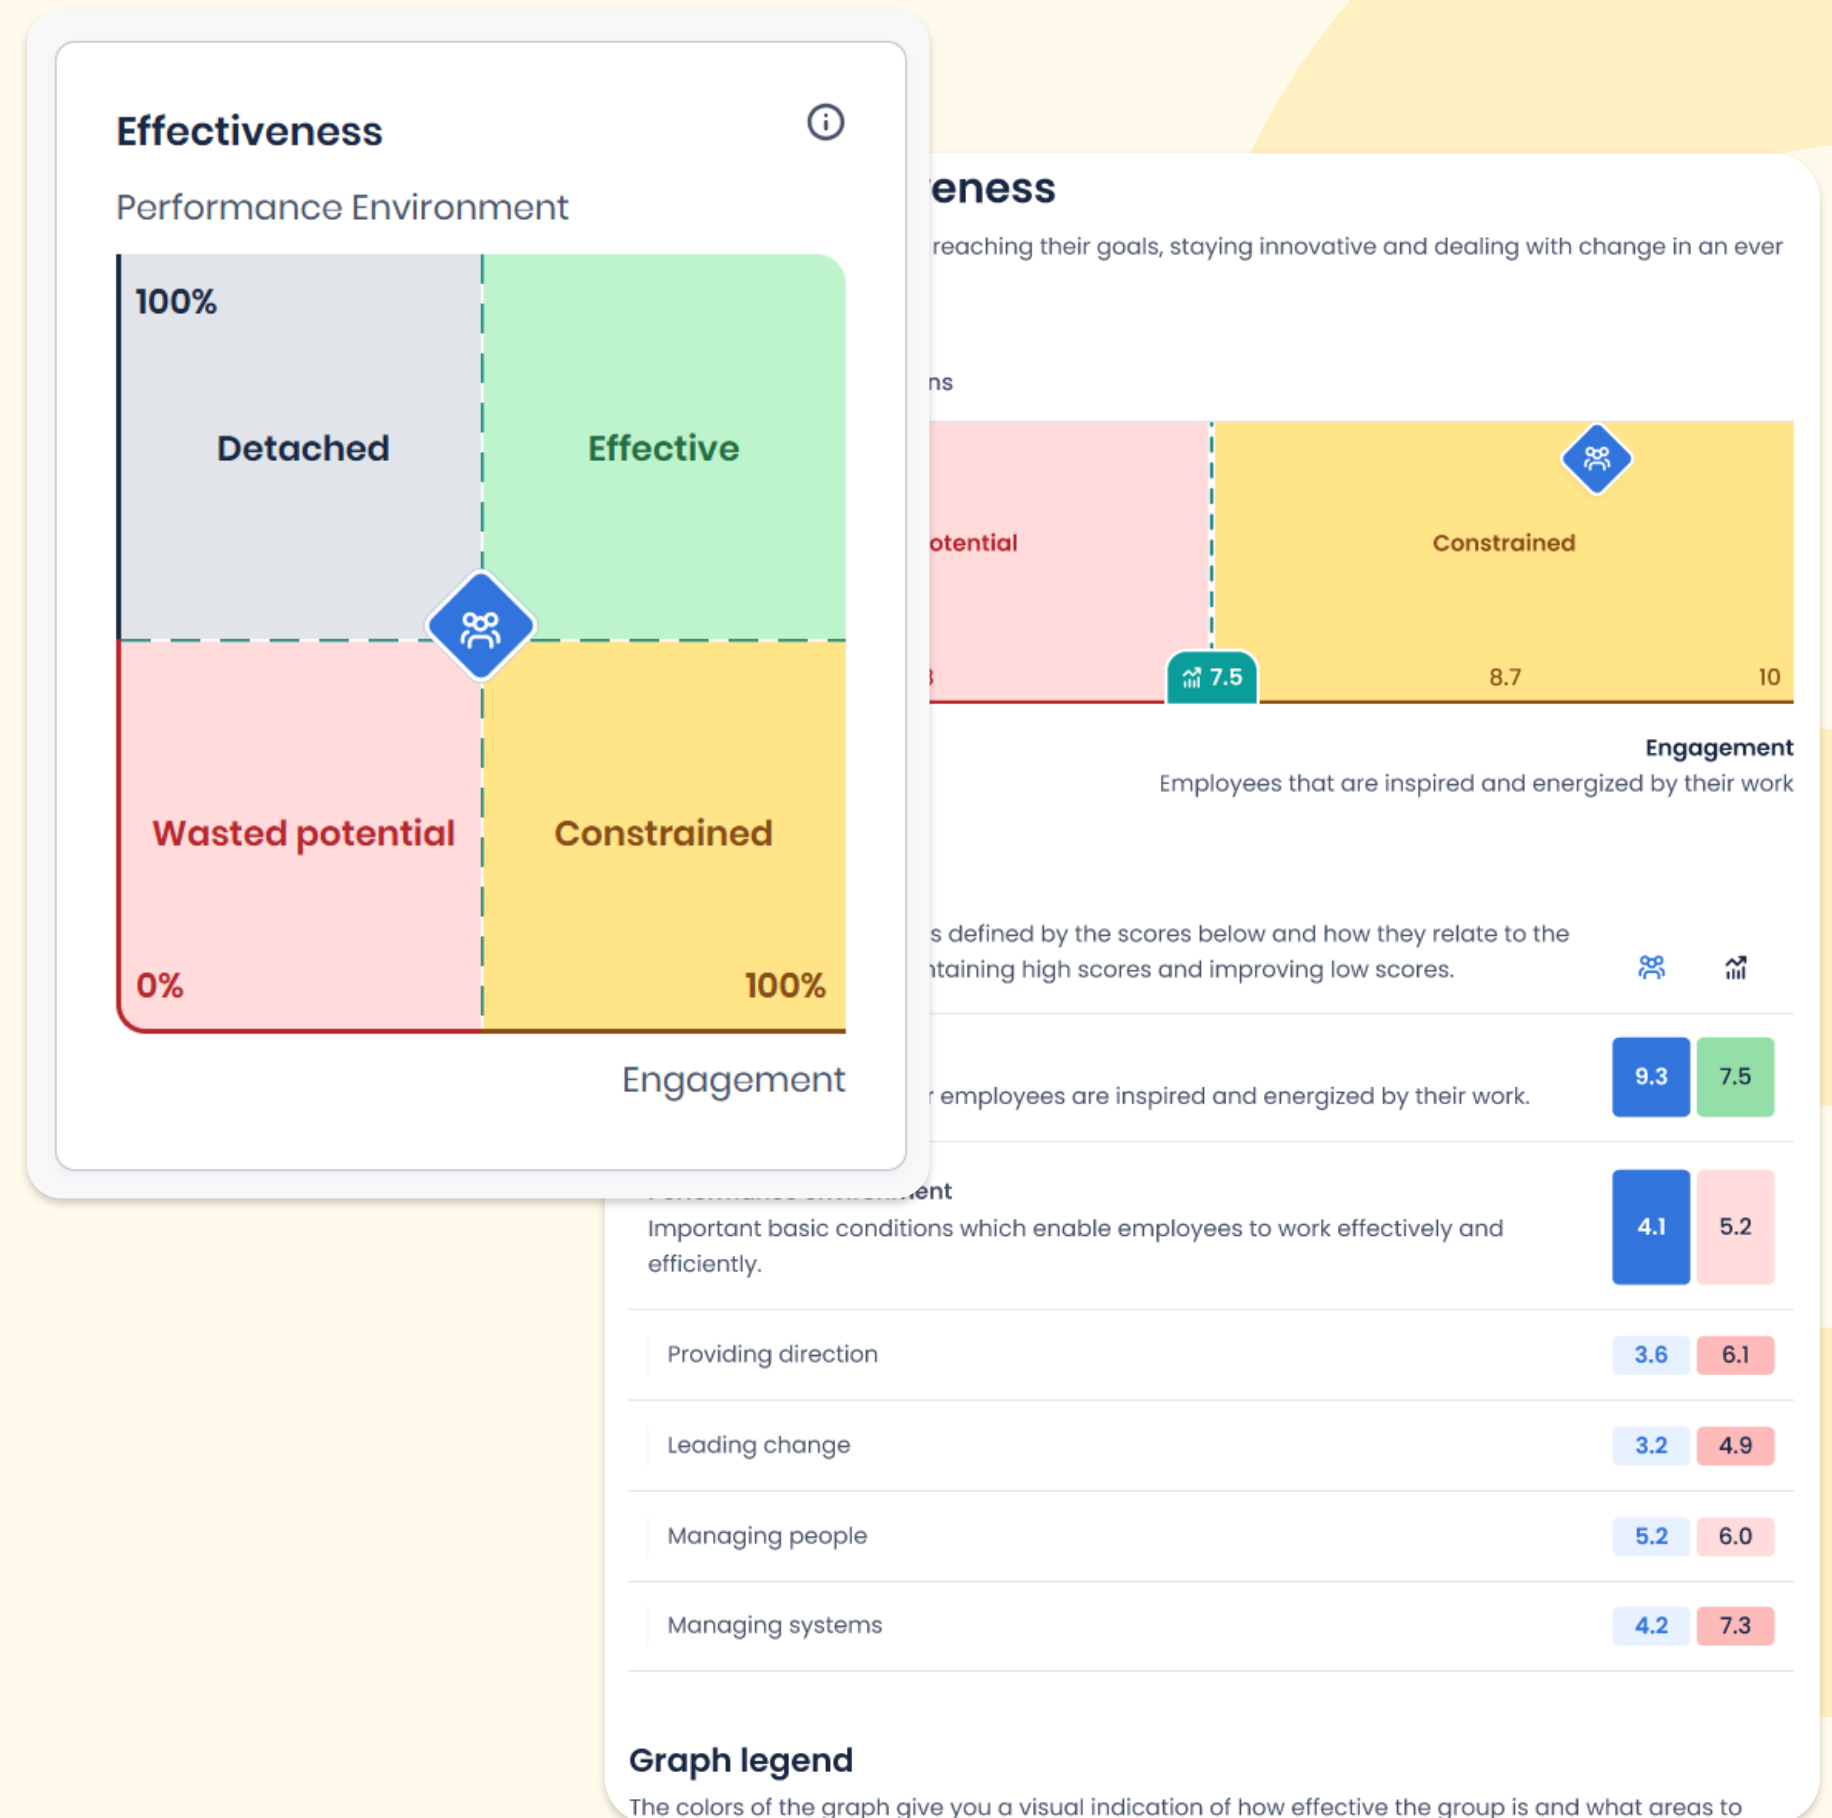 Effectiveness
Performance Environment
100%
Detached
Effective
Wasted potential
Constrained
0%
100%
Engagement
eness
reaching their goals, staying innovative and dealing with change in an ever
ns
otential
Constrained
7.5
8.7
10
Engagement
Employees that are inspired and energized by their work
s defined by the scores below and how they relate to the
ntaining high scores and improving low scores.
9.3 7.5
r employees are inspired and energized by their work.
ent
Important basic conditions which enable employees to work effectively and
efficiently.
4.1 5.2
Providing direction 3.6 6.1
Leading change 3.2 4.9
Managing people 5.2 6.0
Managing systems 4.2 7.3
Graph legend
The colors of the graph give you a visual indication of how effective the group is and what areas to